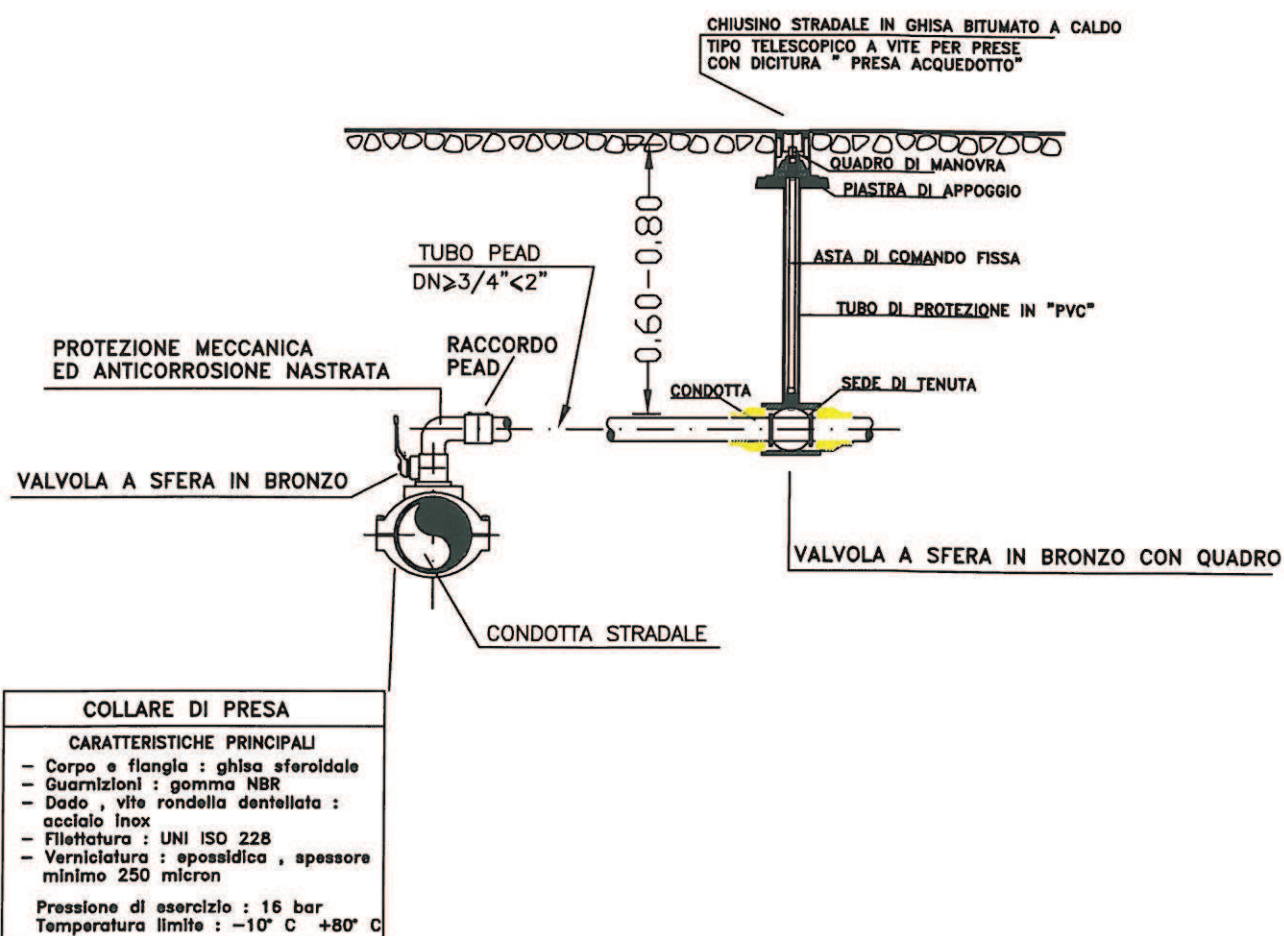 CHIUSINO STRADALE IN GHISA BITUMATO A CALDO
TIPO TELESCOPICO A VITE PER PRESE
CON DICITURA " PRESA ACQUEDOTTO"
QUADRO DI MANOVRA
PIASTRA DI APPOGGIO
0.60-0.80
TUBO PEAD
DN≥3/4"<2"
ASTA DI COMANDO FISSA
TUBO DI PROTEZIONE IN "PVC"
PROTEZIONE MECCANICA
ED ANTICORROSIONE NASTRATA
RACCORDO
PEAD
CONDOTTA
SEDE DI TENUTA
VALVOLA A SFERA IN BRONZO
VALVOLA A SFERA IN BRONZO CON QUADRO
CONDOTTA STRADALE
COLLARE DI PRESA
CARATTERISTICHE PRINCIPALI
- Corpo e flangia : ghisa sferoidale
- Guarnizioni : gomma NBR
- Dado , vite rondella dentellata :
acciaio inox
- Filettatura : UNI ISO 228
- Verniciatura : epossidica , spessore
minimo 250 micron
Pressione di esercizio : 16 bar
Temperatura limite : -10° C +80° C